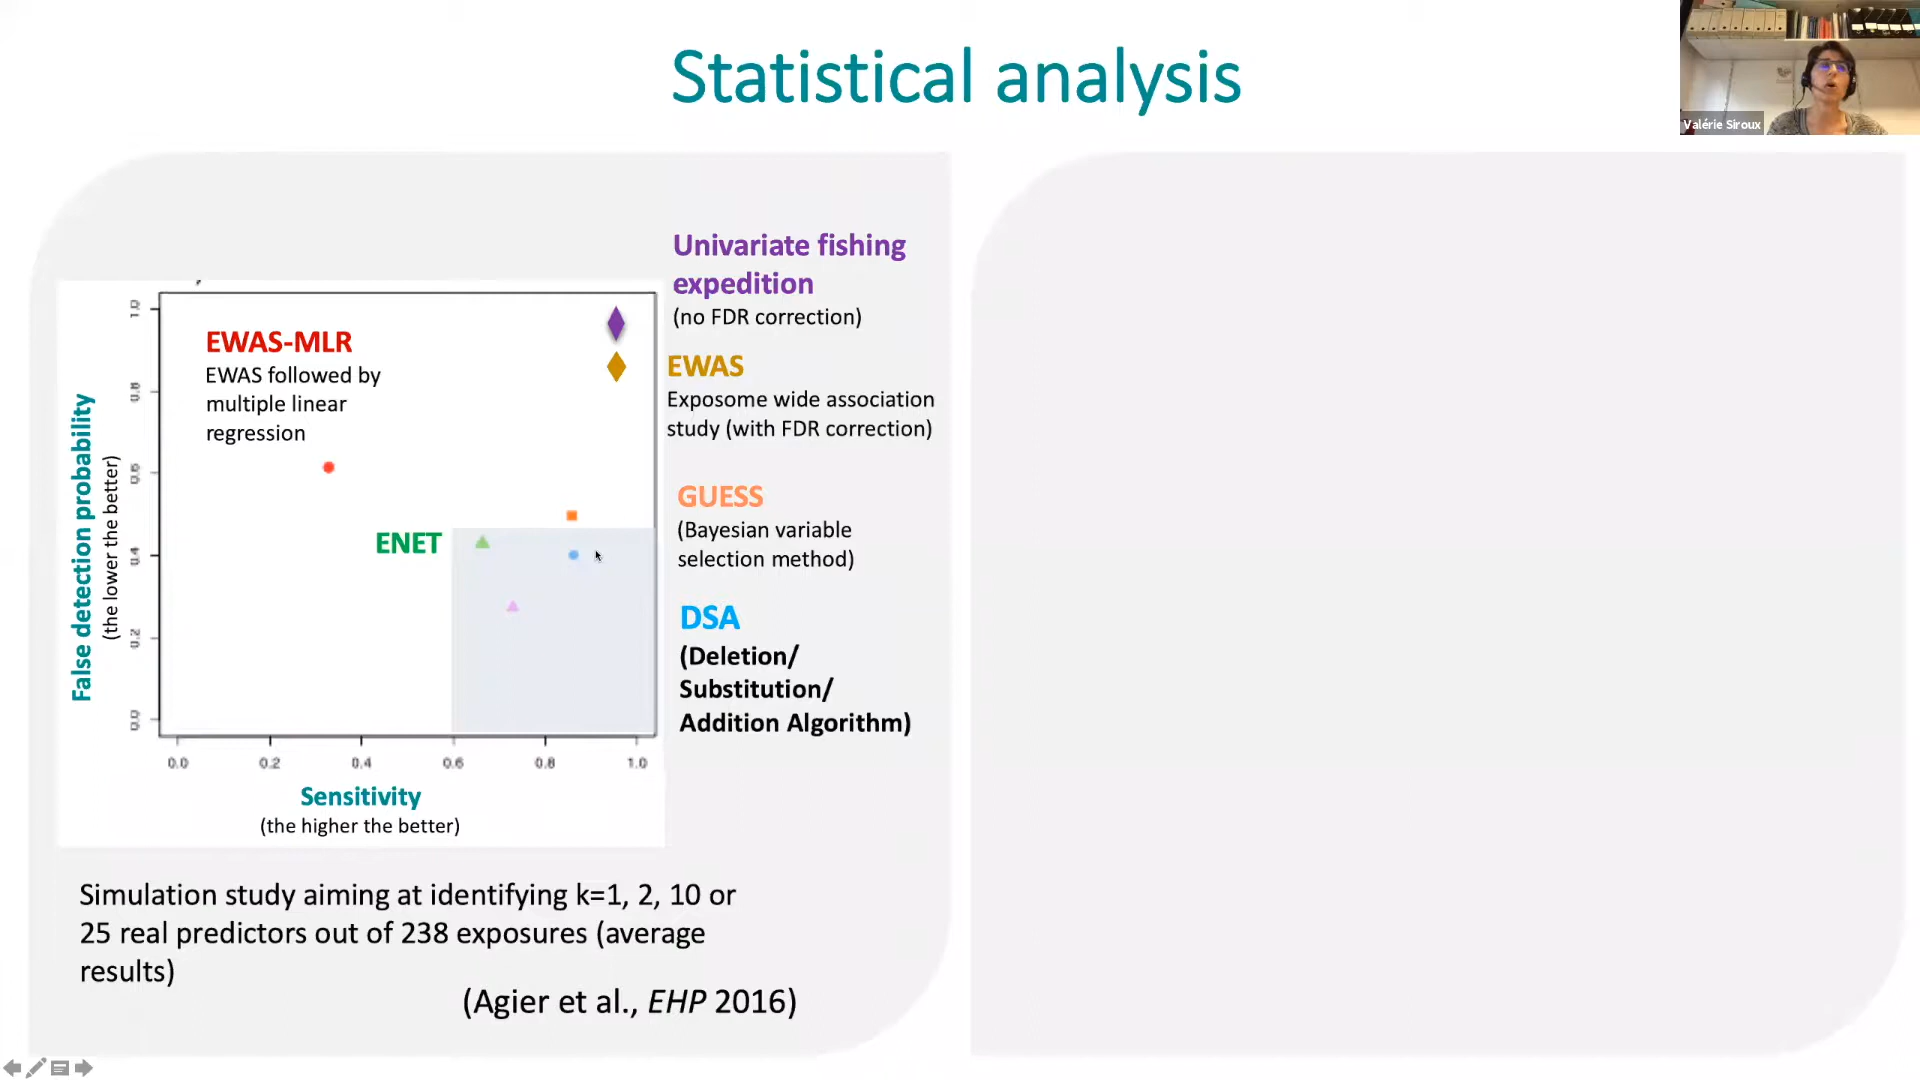 Statistical analysis
Valérie Siroux
Univariate fishing
expedition
(no FDR correction)
EWAS
Exposome wide association
study (with FDR correction)
GUESS
(Bayesian variable
selection method)
DSA
(Deletion/
Substitution/
Addition Algorithm)
EWAS-MLR
EWAS followed by
multiple linear
regression
ENET
False detection probability
(the lower the better)
1.0
0.8
0.6
0.4
0.2
0.0
0.0 0.2 0.4 0.6 0.8 1.0
Sensitivity
(the higher the better)
Simulation study aiming at identifying k=1, 2, 10 or
25 real predictors out of 238 exposures (average
results)
(Agier et al., EHP 2016)